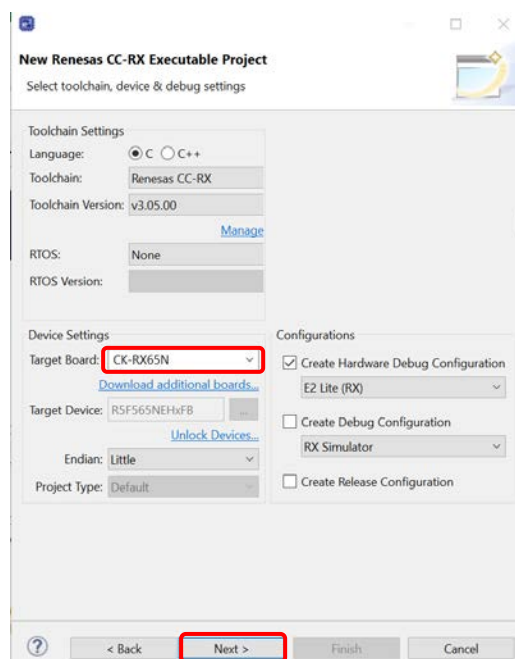 New Renesas CC-RX Executable Project
Select toolchain, device & debug settings
Toolchain Settings
Language: C C++
Toolchain: Renesas CC-RX
Toolchain Version: v3.05.00
Manage
RTOS: None
RTOS Version:
Device Settings
Target Board: CK-RX65N
Download additional boards...
Target Device: R5F565NEHxFB ...
Unlock Devices...
Endian: Little
Project Type: Default
Configurations
Create Hardware Debug Configuration
E2 Lite (RX)
Create Debug Configuration
RX Simulator
Create Release Configuration
? < Back Next > Finish Cancel